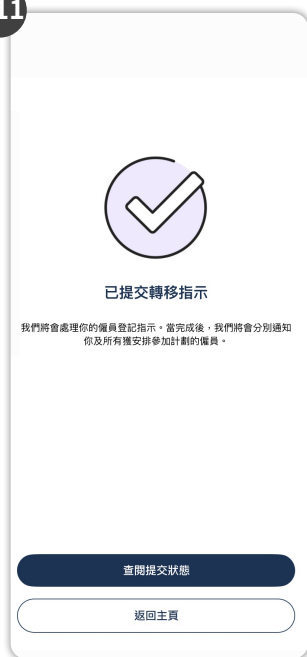 11
已提交轉移指示
我們將會處理你的僱員登記指示。當完成後,我們將會分別通知
你及所有獲安排參加計劃的僱員。
查閱提交狀態
返回主頁